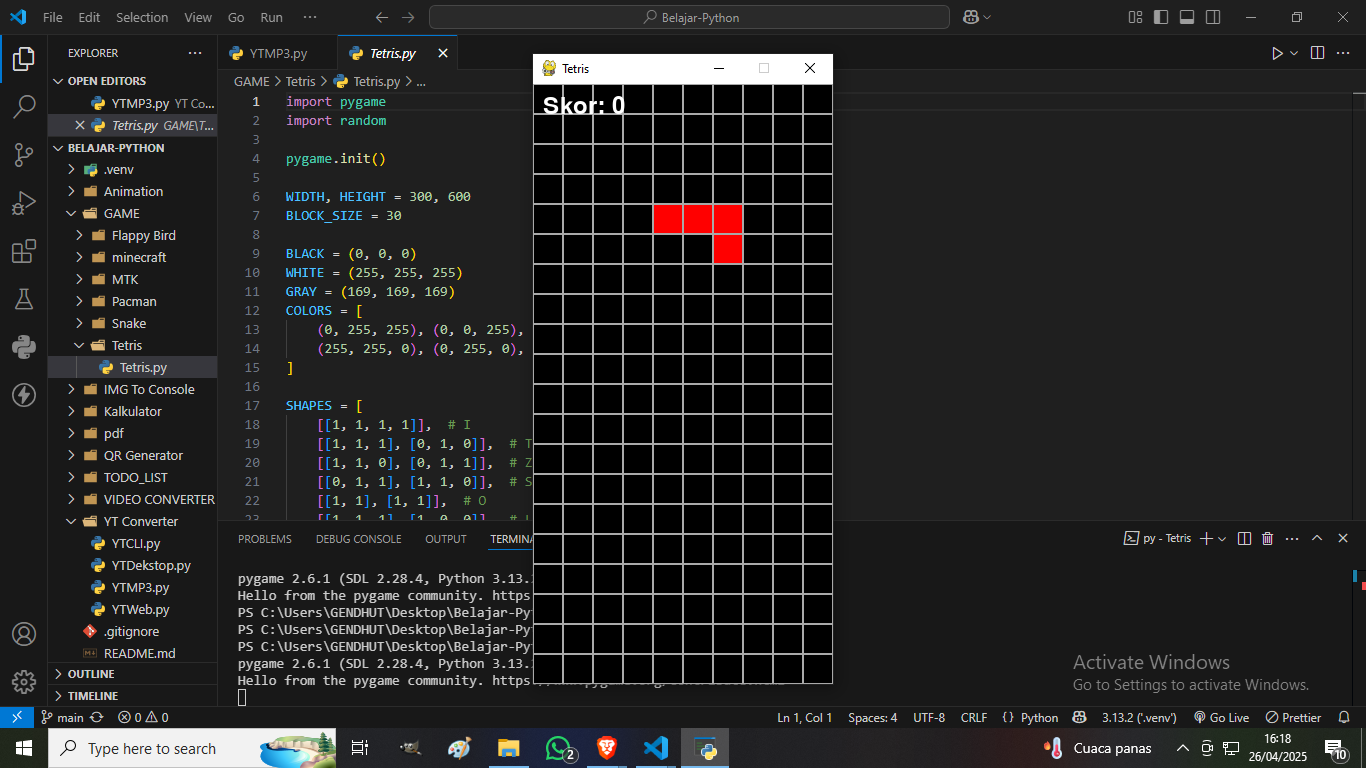 File Edit Selection View Go Run ···
Belajar-Python
EXPLORER
OPEN EDITORS
YTMP3.py YT Co...
Tetris.py GAME\T...
BELAJAR-PYTHON
.venv
Animation
GAME
Flappy Bird
minecraft
MTK
Pacman
Snake
Tetris
Tetris.py
IMG To Console
Kalkulator
pdf
QR Generator
TODO_LIST
VIDEO CONVERTER
YT Converter
YTCLI.py
YTDekstop.py
YTMP3.py
YTWeb.py
.gitignore
README.md
OUTLINE
TIMELINE
YTMP3.py
Tetris.py
GAME > Tetris > Tetris.py > ...
1 import pygame
2 import random
3
4 pygame.init()
5
6 WIDTH, HEIGHT = 300, 600
7 BLOCK_SIZE = 30
8
9 BLACK = (0, 0, 0)
10 WHITE = (255, 255, 255)
11 GRAY = (169, 169, 169)
12 COLORS = [
13 (0, 255, 255), (0, 0, 255),
14 (255, 255, 0), (0, 255, 0),
15 ]
16
17 SHAPES = [
18 [[1, 1, 1, 1]], # I
19 [[1, 1, 1], [0, 1, 0]], # T
20 [[1, 1, 0], [0, 1, 1]], # Z
21 [[0, 1, 1], [1, 1, 0]], # S
22 [[1, 1], [1, 1]], # O
23 [[1, 1, 1], [1, 0, 0]], # L
Tetris
Skor: 0
PROBLEMS DEBUG CONSOLE OUTPUT TERMINA
py - Tetris
pygame 2.6.1 (SDL 2.28.4, Python 3.13.
Hello from the pygame community. https
PS C:\Users\GENDHUT\Desktop\Belajar-Py
PS C:\Users\GENDHUT\Desktop\Belajar-Py
PS C:\Users\GENDHUT\Desktop\Belajar-Py
pygame 2.6.1 (SDL 2.28.4, Python 3.13.
Hello from the pygame community. https
Activate Windows
Go to Settings to activate Windows.
main 0 0
Ln 1, Col 1 Spaces: 4 UTF-8 CRLF { } Python 3.13.2 ('.venv') Go Live Prettier
Type here to search
2
Cuaca panas
16:18
26/04/2025
10